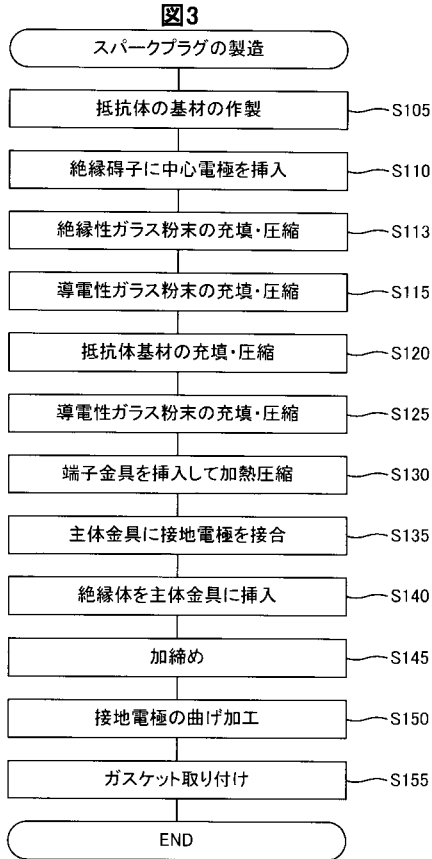 図3
スパークプラグの製造
抵抗体の基材の作製 S105
絶縁碍子に中心電極を挿入 S110
絶縁性ガラス粉末の充填・圧縮 S113
導電性ガラス粉末の充填・圧縮 S115
抵抗体基材の充填・圧縮 S120
導電性ガラス粉末の充填・圧縮 S125
端子金具を挿入して加熱圧縮 S130
主体金具に接地電極を接合 S135
絶縁体を主体金具に挿入 S140
加締め S145
接地電極の曲げ加工 S150
ガスケット取り付け S155
END